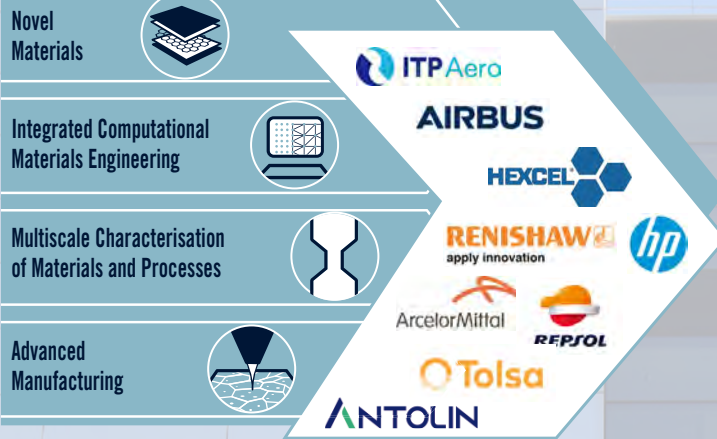 Novel
Materials
Integrated Computational
Materials Engineering
Multiscale Characterisation
of Materials and Processes
Advanced
Manufacturing
ITP Aero
AIRBUS
HEXCEL
RENISHAW
apply innovation
hp
ArcelorMittal
REPSOL
Tolsa
ANTOLIN